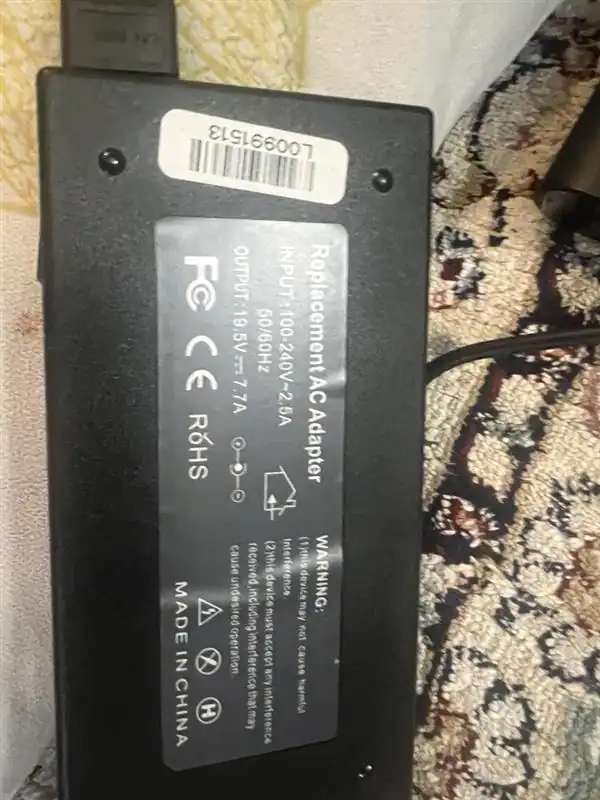 L00991513
Replacement AC Adapter
INPUT: 100-240V~2.5A
50/60Hz
OUTPUT: 19.5V⎓7.7A
FC CE RoHS
WARNING:
(1)this device may not cause harmful
Interference.
(2)this device must accept any interference
received,including interference that may
cause undesired operation.
H
MADE IN CHINA